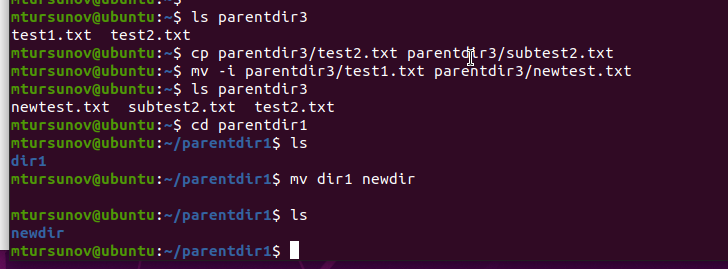 mtursunov@ubuntu:~$ ls parentdir3
test1.txt  test2.txt
mtursunov@ubuntu:~$ cp parentdir3/test2.txt parentdir3/subtest2.txt
mtursunov@ubuntu:~$ mv -i parentdir3/test1.txt parentdir3/newtest.txt
mtursunov@ubuntu:~$ ls parentdir3
newtest.txt  subtest2.txt  test2.txt
mtursunov@ubuntu:~$ cd parentdir1
mtursunov@ubuntu:~/parentdir1$ ls
dir1
mtursunov@ubuntu:~/parentdir1$ mv dir1 newdir
mtursunov@ubuntu:~/parentdir1$ ls
newdir
mtursunov@ubuntu:~/parentdir1$